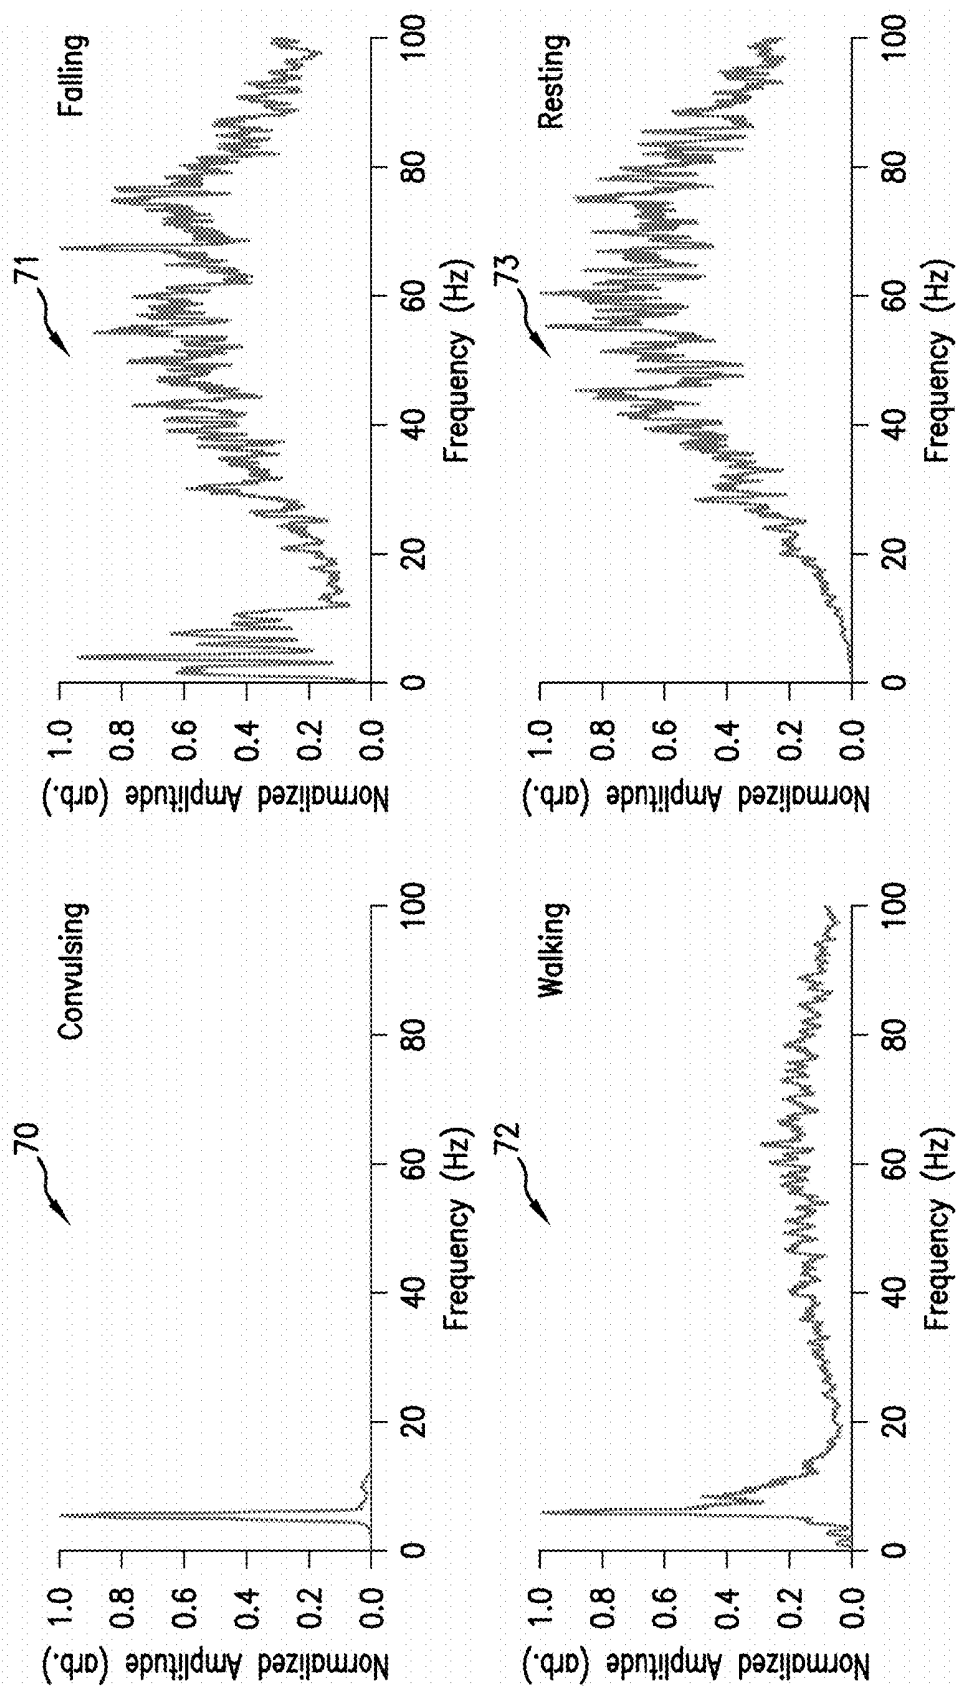 70
Convulsing
Normalized Amplitude (arb.)
1.0
0.8
0.6
0.4
0.2
0.0
0 20 40 60 80 100
Frequency (Hz)
71
Falling
Normalized Amplitude (arb.)
1.0
0.8
0.6
0.4
0.2
0.0
0 20 40 60 80 100
Frequency (Hz)
72
Walking
Normalized Amplitude (arb.)
1.0
0.8
0.6
0.4
0.2
0.0
0 20 40 60 80 100
Frequency (Hz)
73
Resting
Normalized Amplitude (arb.)
1.0
0.8
0.6
0.4
0.2
0.0
0 20 40 60 80 100
Frequency (Hz)